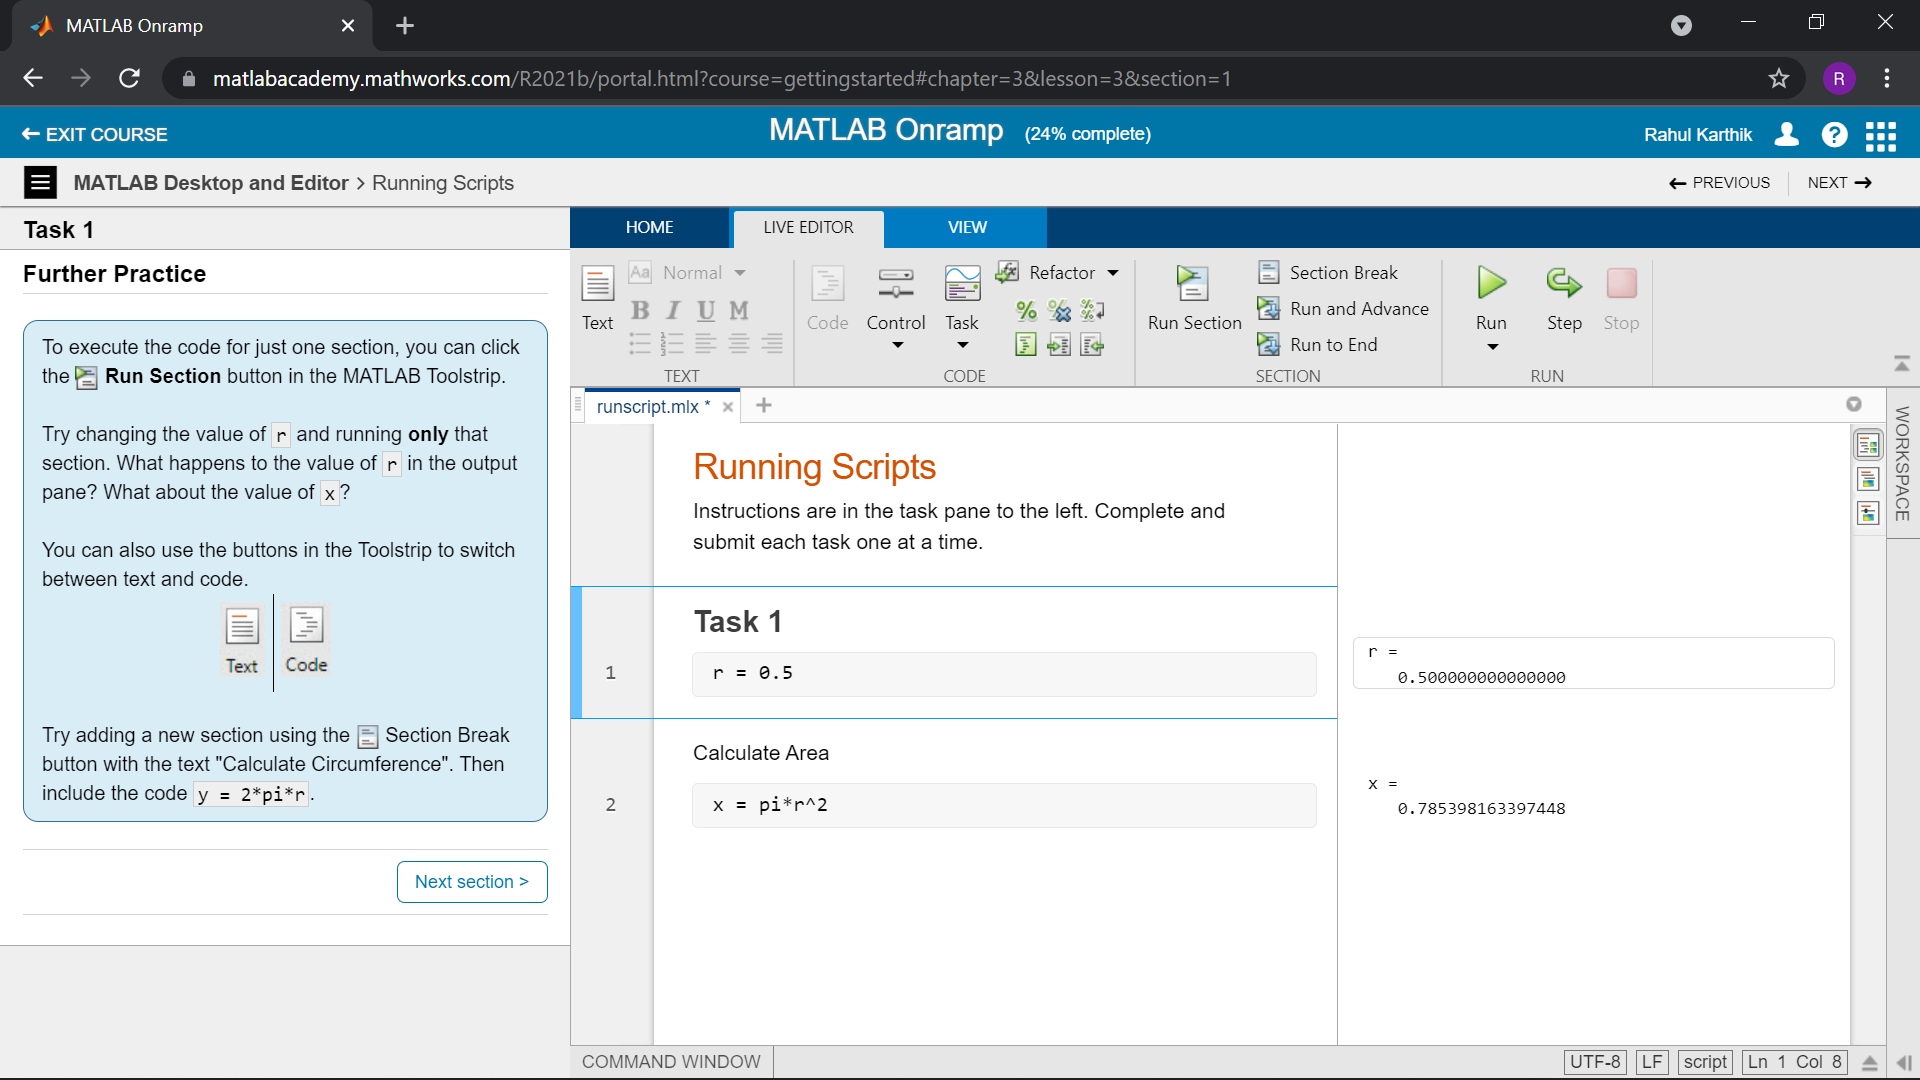 MATLAB Onramp
matlabacademy.mathworks.com/R2021b/portal.html?course=gettingstarted#chapter=3&lesson=3&section=1
R
EXIT COURSE
MATLAB Onramp (24% complete)
Rahul Karthik
?
MATLAB Desktop and Editor > Running Scripts
PREVIOUS
NEXT
Task 1
Further Practice
To execute the code for just one section, you can click
the Run Section button in the MATLAB Toolstrip.
Try changing the value of r and running only that
section. What happens to the value of r in the output
pane? What about the value of x ?
You can also use the buttons in the Toolstrip to switch
between text and code.
Text
Code
Try adding a new section using the Section Break
button with the text "Calculate Circumference". Then
include the code y = 2*pi*r .
Next section >
HOME
LIVE EDITOR
VIEW
Text
Aa Normal
B I U M
TEXT
Code
Control
Task
Refactor
CODE
Run Section
Section Break
Run and Advance
Run to End
SECTION
Run
Step
Stop
RUN
runscript.mlx *
WORKSPACE
Running Scripts
Instructions are in the task pane to the left. Complete and
submit each task one at a time.
Task 1
1
r = 0.5
r =
0.500000000000000
Calculate Area
2
x = pi*r^2
x =
0.785398163397448
COMMAND WINDOW
UTF-8
LF
script
Ln 1 Col 8